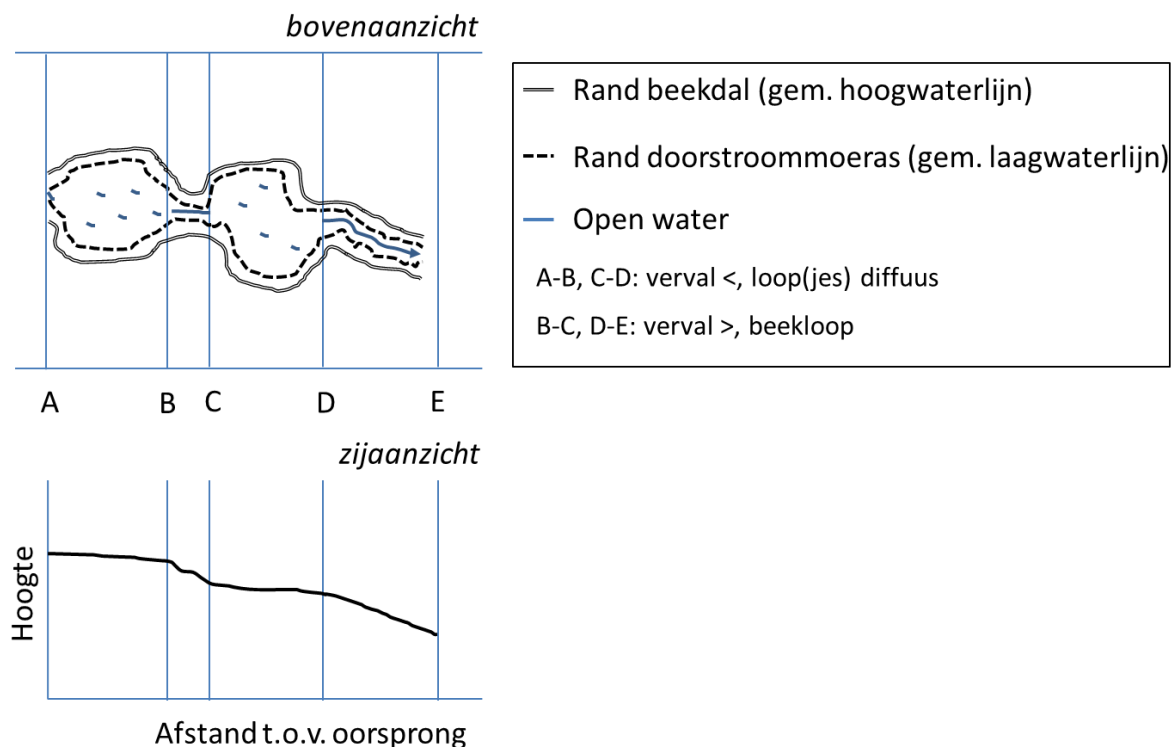 bovenaanzicht
Rand beekdal (gem. hoogwaterlijn)
Rand doorstroommoeras (gem. laagwaterlijn)
Open water
A-B, C-D: verval <, loop(jes) diffuus
B-C, D-E: verval >, beekloop
A B C D E
zijaanzicht
Hoogte
Afstand t.o.v. oorsprong